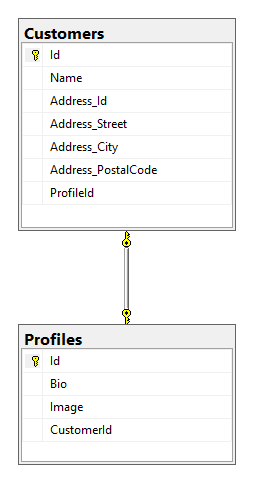 Customers
Id
Name
Address_Id
Address_Street
Address_City
Address_PostalCode
ProfileId
Profiles
Id
Bio
Image
CustomerId